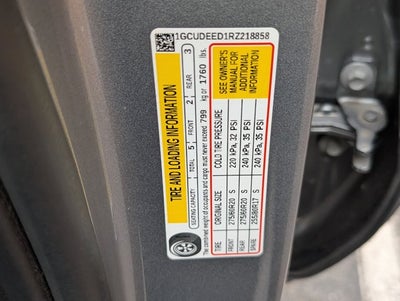 1GCUDEED1RZ218858
TIRE AND LOADING INFORMATION
SEATING CAPACITY TOTAL 5 FRONT 2 REAR 3
The combined weight of occupants and cargo must never exceed 799 kg or 1760 lbs.
TIRE ORIGINAL SIZE COLD TIRE PRESSURE
FRONT 275/60R20 S 220 kPa, 32 PSI
REAR 275/60R20 S 240 kPa, 35 PSI
SPARE 255/80R17 S 240 kPa, 35 PSI
SEE OWNER'S
MANUAL FOR
ADDITIONAL
INFORMATION